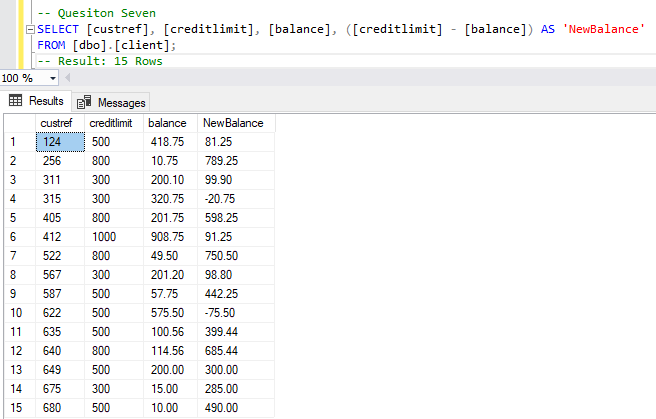 -- Quesiton Seven
SELECT [custref], [creditlimit], [balance], ([creditlimit] - [balance]) AS 'NewBalance'
FROM [dbo].[client];
-- Result: 15 Rows
100 %
Results Messages
custref creditlimit balance NewBalance
1 124 500 418.75 81.25
2 256 800 10.75 789.25
3 311 300 200.10 99.90
4 315 300 320.75 -20.75
5 405 800 201.75 598.25
6 412 1000 908.75 91.25
7 522 800 49.50 750.50
8 567 300 201.20 98.80
9 587 500 57.75 442.25
10 622 500 575.50 -75.50
11 635 500 100.56 399.44
12 640 800 114.56 685.44
13 649 500 200.00 300.00
14 675 300 15.00 285.00
15 680 500 10.00 490.00